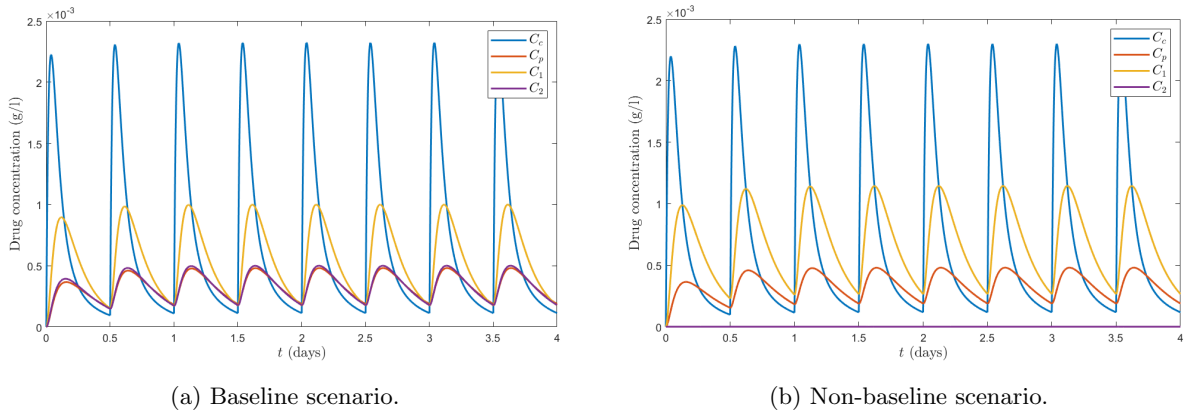 ×10⁻³
2.5
2
1.5
1
0.5
0
Drug concentration (g/l)
0 0.5 1 1.5 2 2.5 3 3.5 4
t (days)
C_c
C_p
C_1
C_2
(a) Baseline scenario.
×10⁻³
2.5
2
1.5
1
0.5
0
Drug concentration (g/l)
0 0.5 1 1.5 2 2.5 3 3.5 4
t (days)
C_c
C_p
C_1
C_2
(b) Non-baseline scenario.